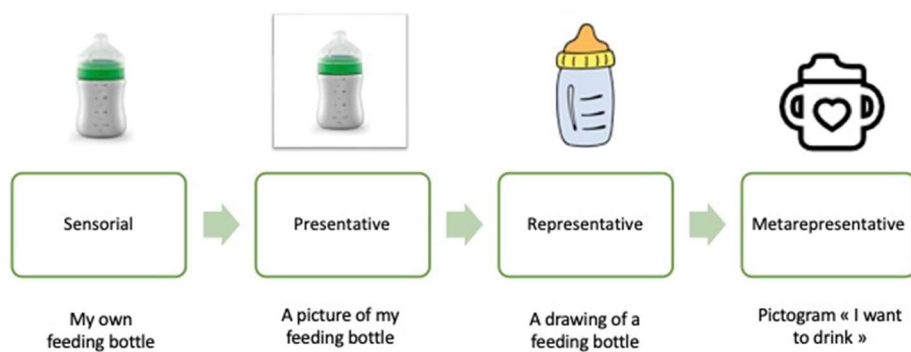 Sensorial
Presentative
Representative
Metarepresentative
My own
feeding bottle
A picture of my
feeding bottle
A drawing of a
feeding bottle
Pictogram « I want
to drink »